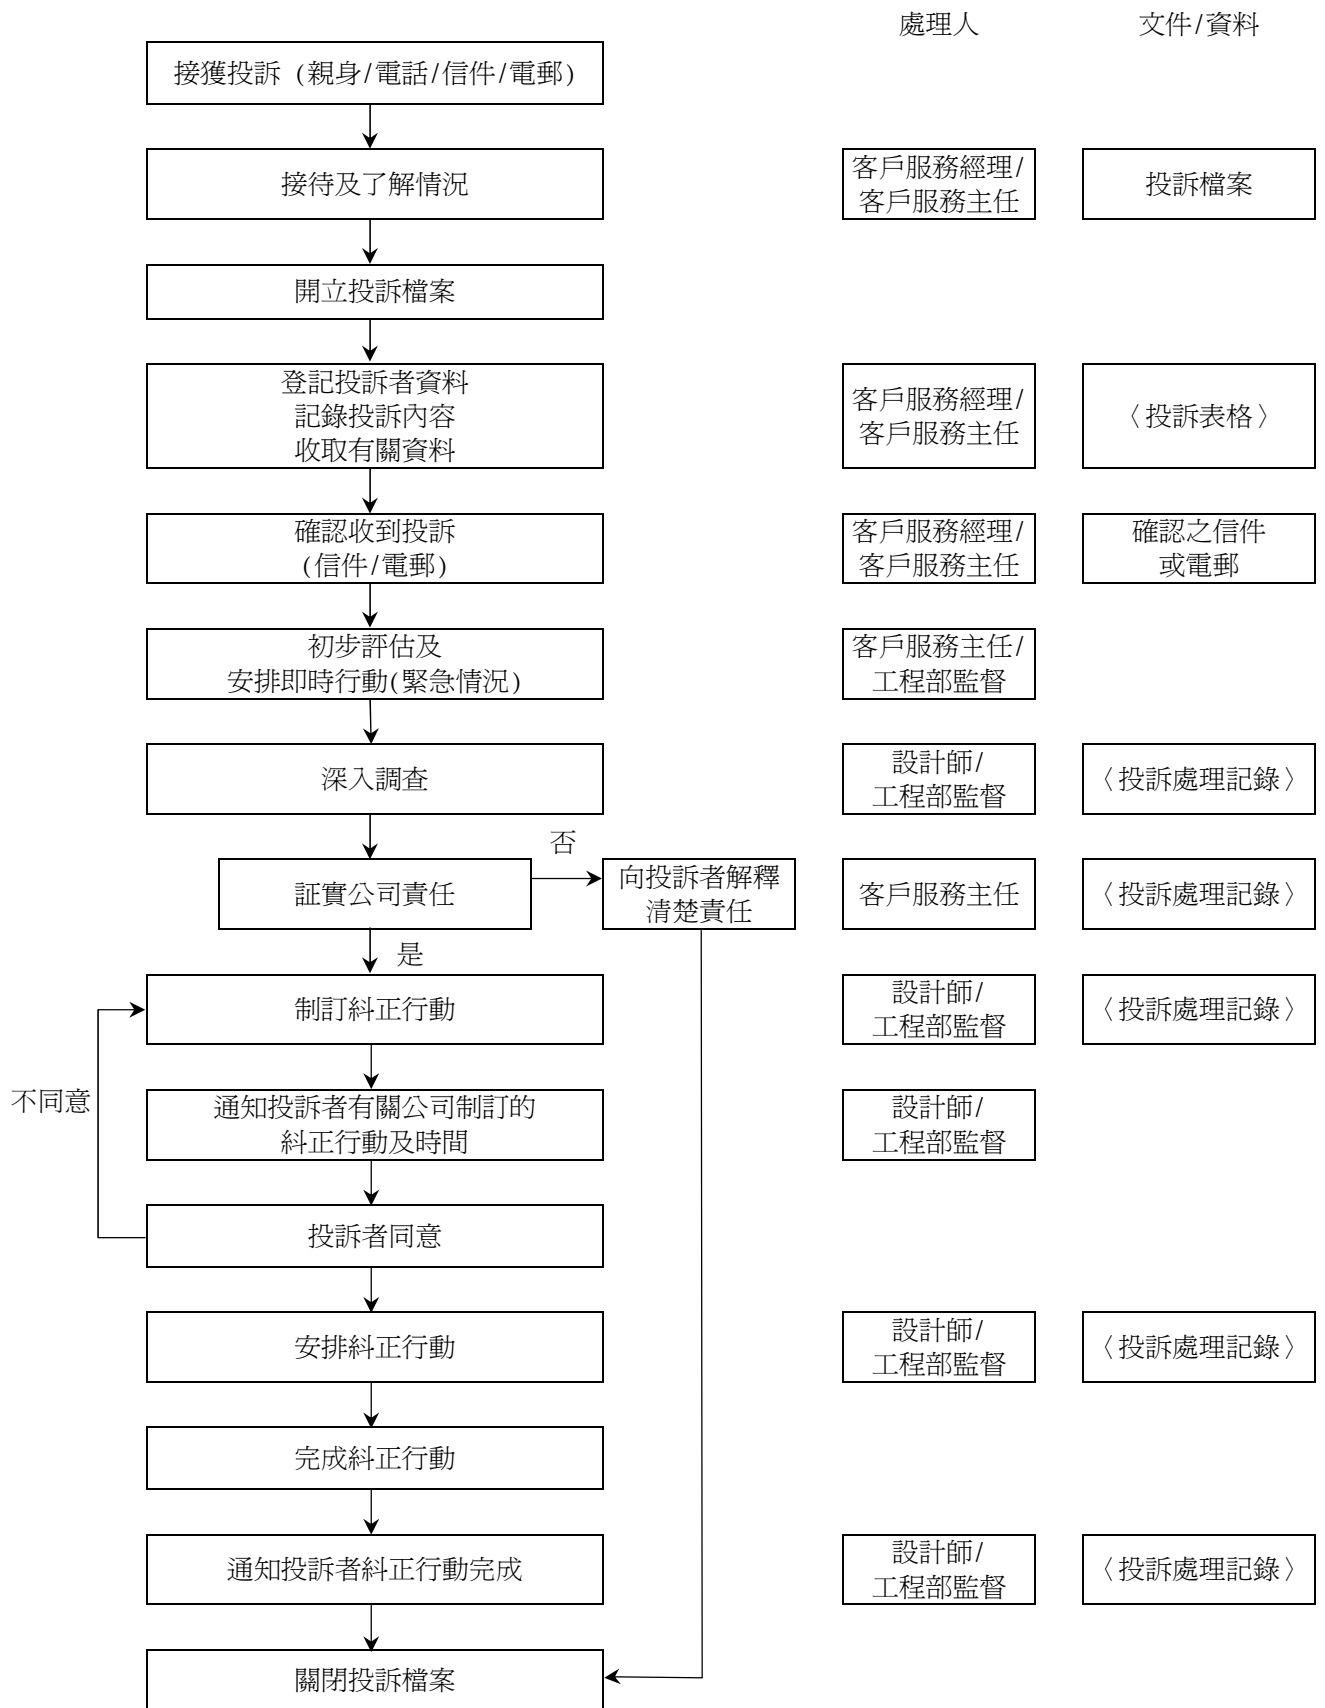 處理人
文件/資料
接獲投訴 (親身/電話/信件/電郵)
接待及了解情況
客戶服務經理/
客戶服務主任
投訴檔案
開立投訴檔案
登記投訴者資料
記錄投訴內容
收取有關資料
客戶服務經理/
客戶服務主任
〈投訴表格〉
確認收到投訴
(信件/電郵)
客戶服務經理/
客戶服務主任
確認之信件
或電郵
初步評估及
安排即時行動(緊急情況)
客戶服務主任/
工程部監督
深入調查
設計師/
工程部監督
〈投訴處理記錄〉
証實公司責任
否
向投訴者解釋
清楚責任
客戶服務主任
〈投訴處理記錄〉
是
制訂糾正行動
設計師/
工程部監督
〈投訴處理記錄〉
不同意
通知投訴者有關公司制訂的
糾正行動及時間
設計師/
工程部監督
投訴者同意
安排糾正行動
設計師/
工程部監督
〈投訴處理記錄〉
完成糾正行動
通知投訴者糾正行動完成
設計師/
工程部監督
〈投訴處理記錄〉
關閉投訴檔案